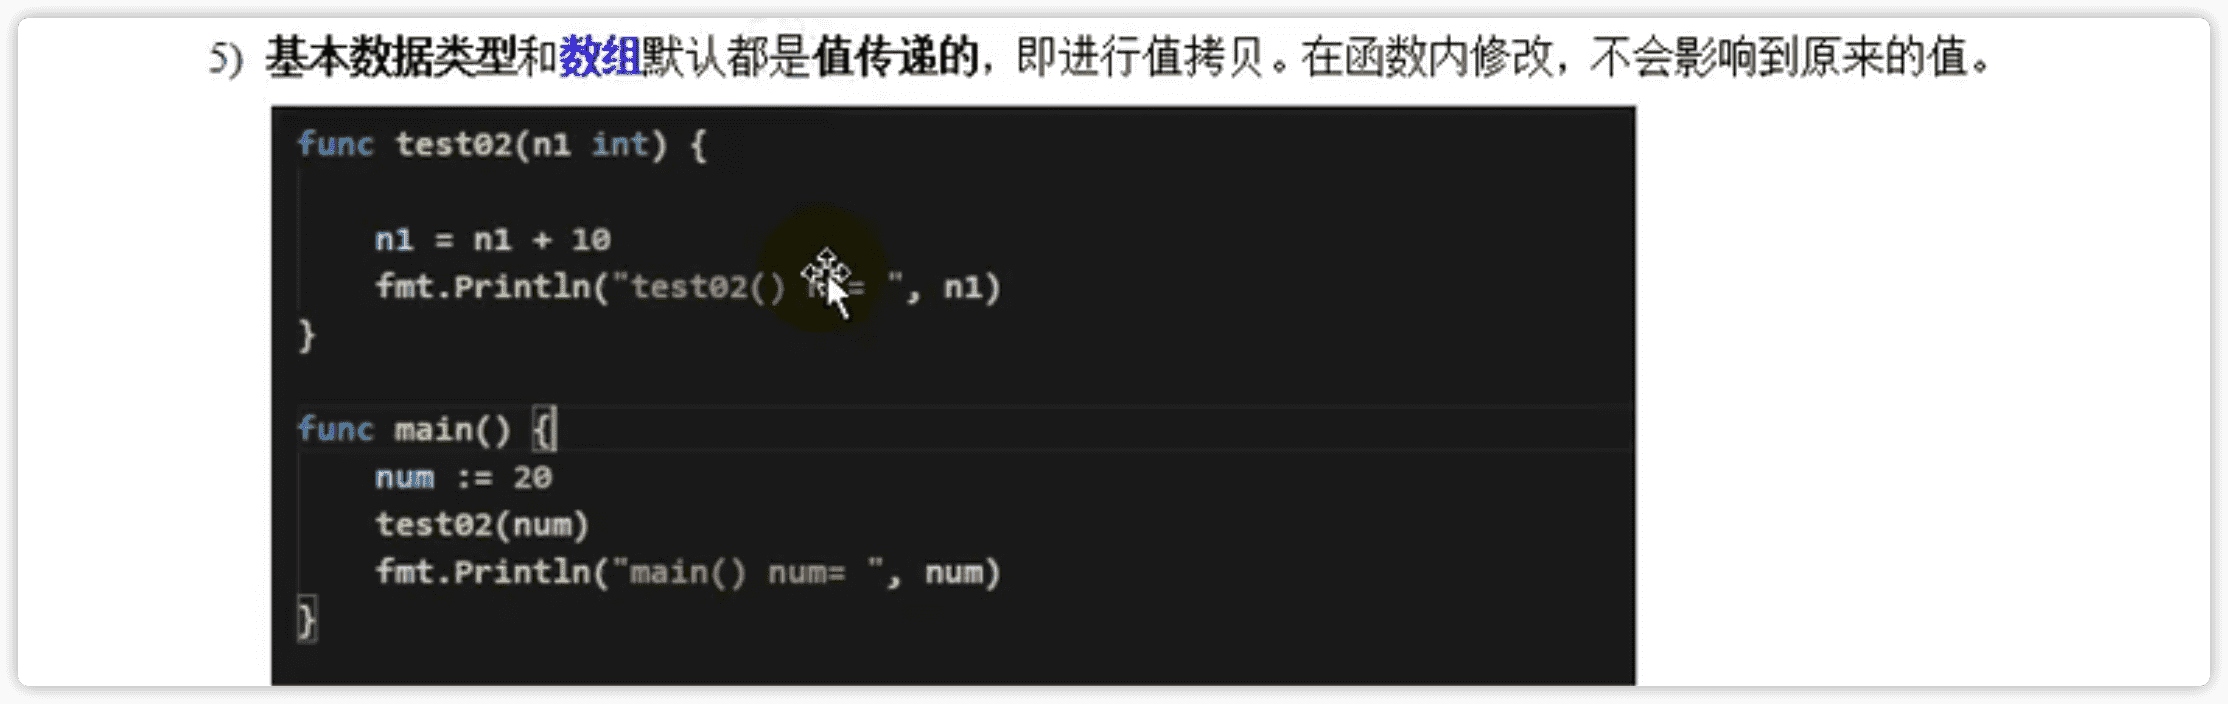 5) 基本数据类型和数组默认都是值传递的，即进行值拷贝。在函数内修改，不会影响到原来的值。
func test02(n1 int) {
n1 = n1 + 10
fmt.Println("test02() = ", n1)
}
func main() {
num := 20
test02(num)
fmt.Println("main() num= ", num)
}